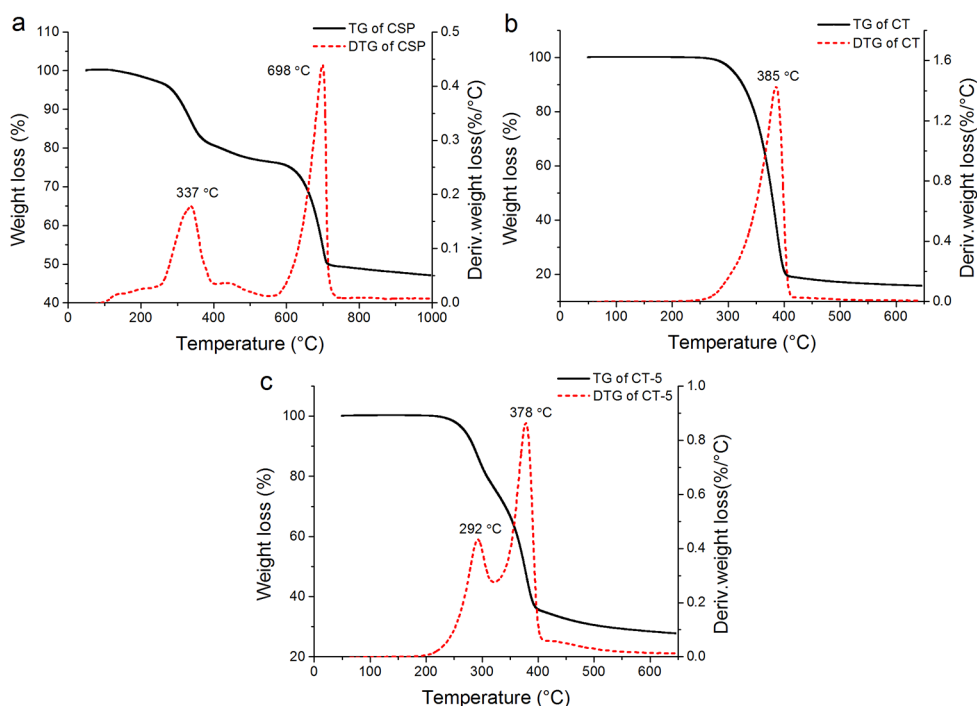 a
TG of CSP
DTG of CSP
698 °C
337 °C
Weight loss (%)
110
100
90
80
70
60
50
40
Deriv.weight loss(%/°C)
0.5
0.4
0.3
0.2
0.1
0.0
0 200 400 600 800 1000
Temperature (°C)
b
TG of CT
DTG of CT
385 °C
Weight loss (%)
100
80
60
40
20
Deriv.weight loss(%/°C)
1.6
1.2
0.8
0.4
0.0
0 100 200 300 400 500 600
Temperature (°C)
c
TG of CT-5
DTG of CT-5
378 °C
292 °C
Weight loss (%)
100
80
60
40
20
Deriv.weight loss(%/°C)
1.0
0.8
0.6
0.4
0.2
0.0
0 100 200 300 400 500 600
Temperature (°C)